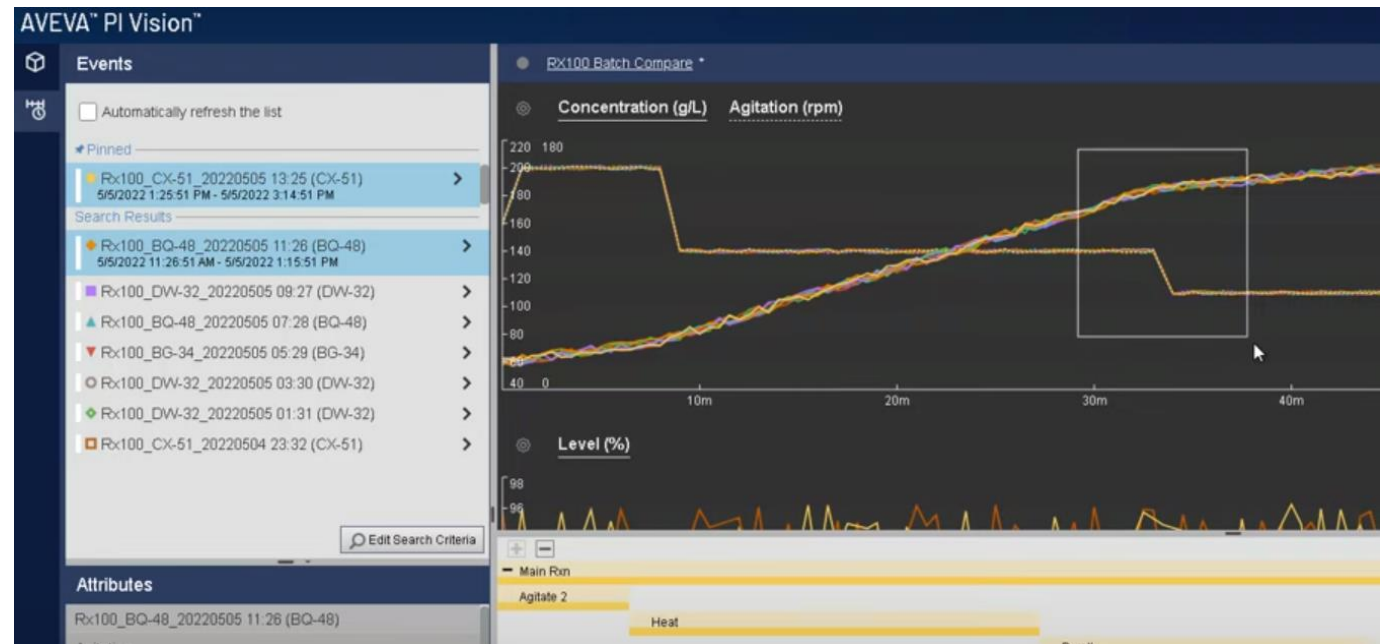 AVEVA™ PI Vision™
Events
Automatically refresh the list
Pinned
Rx100_CX-51_20220505 13:25 (CX-51)
5/5/2022 1:25:51 PM - 5/5/2022 3:14:51 PM
Search Results
Rx100_BQ-48_20220505 11:26 (BQ-48)
5/5/2022 11:26:51 AM - 5/5/2022 1:15:51 PM
Rx100_DW-32_20220505 09:27 (DW-32)
Rx100_BQ-48_20220505 07:28 (BQ-48)
Rx100_BG-34_20220505 05:29 (BG-34)
Rx100_DW-32_20220505 03:30 (DW-32)
Rx100_DW-32_20220505 01:31 (DW-32)
Rx100_CX-51_20220504 23:32 (CX-51)
Edit Search Criteria
Attributes
Rx100_BQ-48_20220505 11:26 (BQ-48)
RX100 Batch Compare *
Concentration (g/L) Agitation (rpm)
220 180
200
180
160
140
120
100
80
60
40 0
10m 20m 30m 40m
Level (%)
98
96
Main Rxn
Agitate 2
Heat